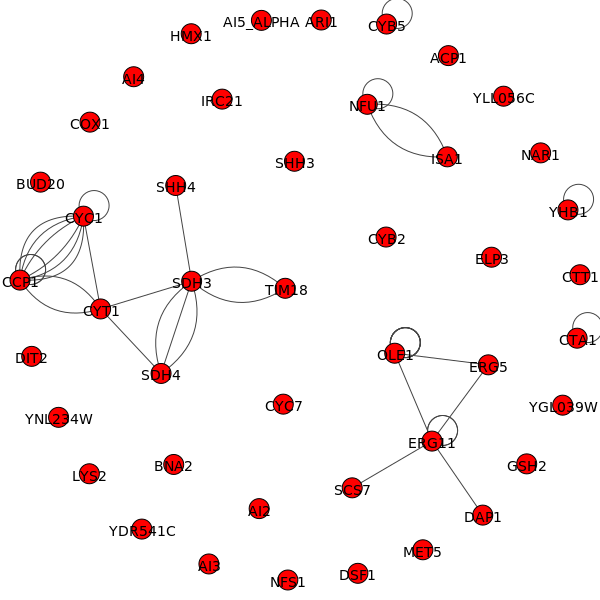 AI5_ALPHA
ARI1
CYB5
HMX1
ACP1
AI4
IRC21
NFU1
YLL056C
COX1
ISA1
NAR1
SHH3
BUD20
SHH4
YHB1
CYC1
CYB2
ELP3
CTT1
CCP1
SDH3
TIM18
CYT1
CTA1
DIT2
OLE1
ERG5
SDH4
CYC7
YGL039W
YNL234W
ERG11
BNA2
GSH2
LYS2
SCS7
AI2
DAP1
YDR541C
MET5
AI3
DSF1
NFS1